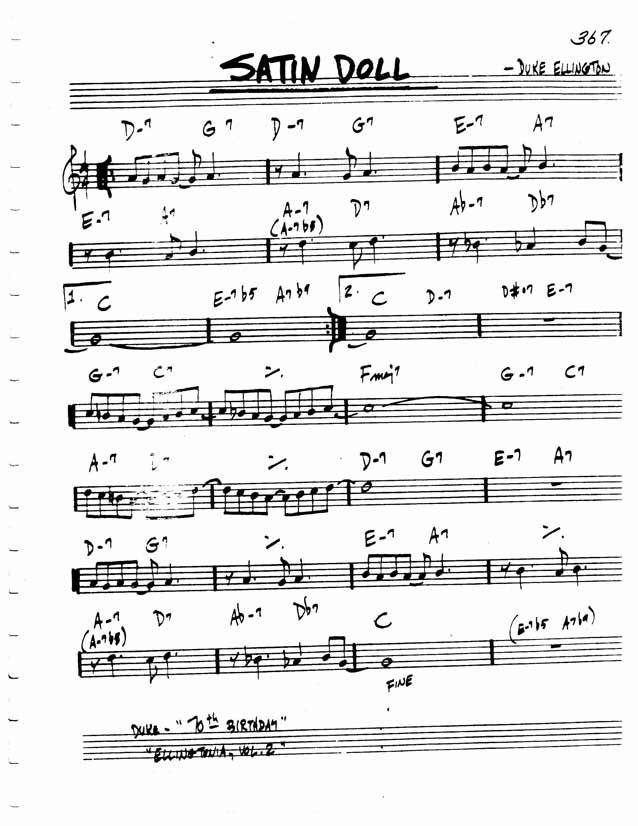 367.
SATIN DOLL
- DUKE ELLINGTON
D-7 G7 D-7 G7 E-7 A7
E-7 A7 A-7 D7 Ab-7 Db7
(A-7b5)
1. C E-7b5 A7b9 2. C D-7 D#o7 E-7
G-7 C7 ٪ Fmaj7 G-7 C7
A-7 D7 ٪ D-7 G7 E-7 A7
D-7 G7 ٪ E-7 A7 ٪
A-7 D7 Ab-7 Db7 C (E-7b5 A7b9)
(A-7b5)
FINE
DUKE - "70th BIRTHDAY"
"ELLINGTONIA, VOL. 2"